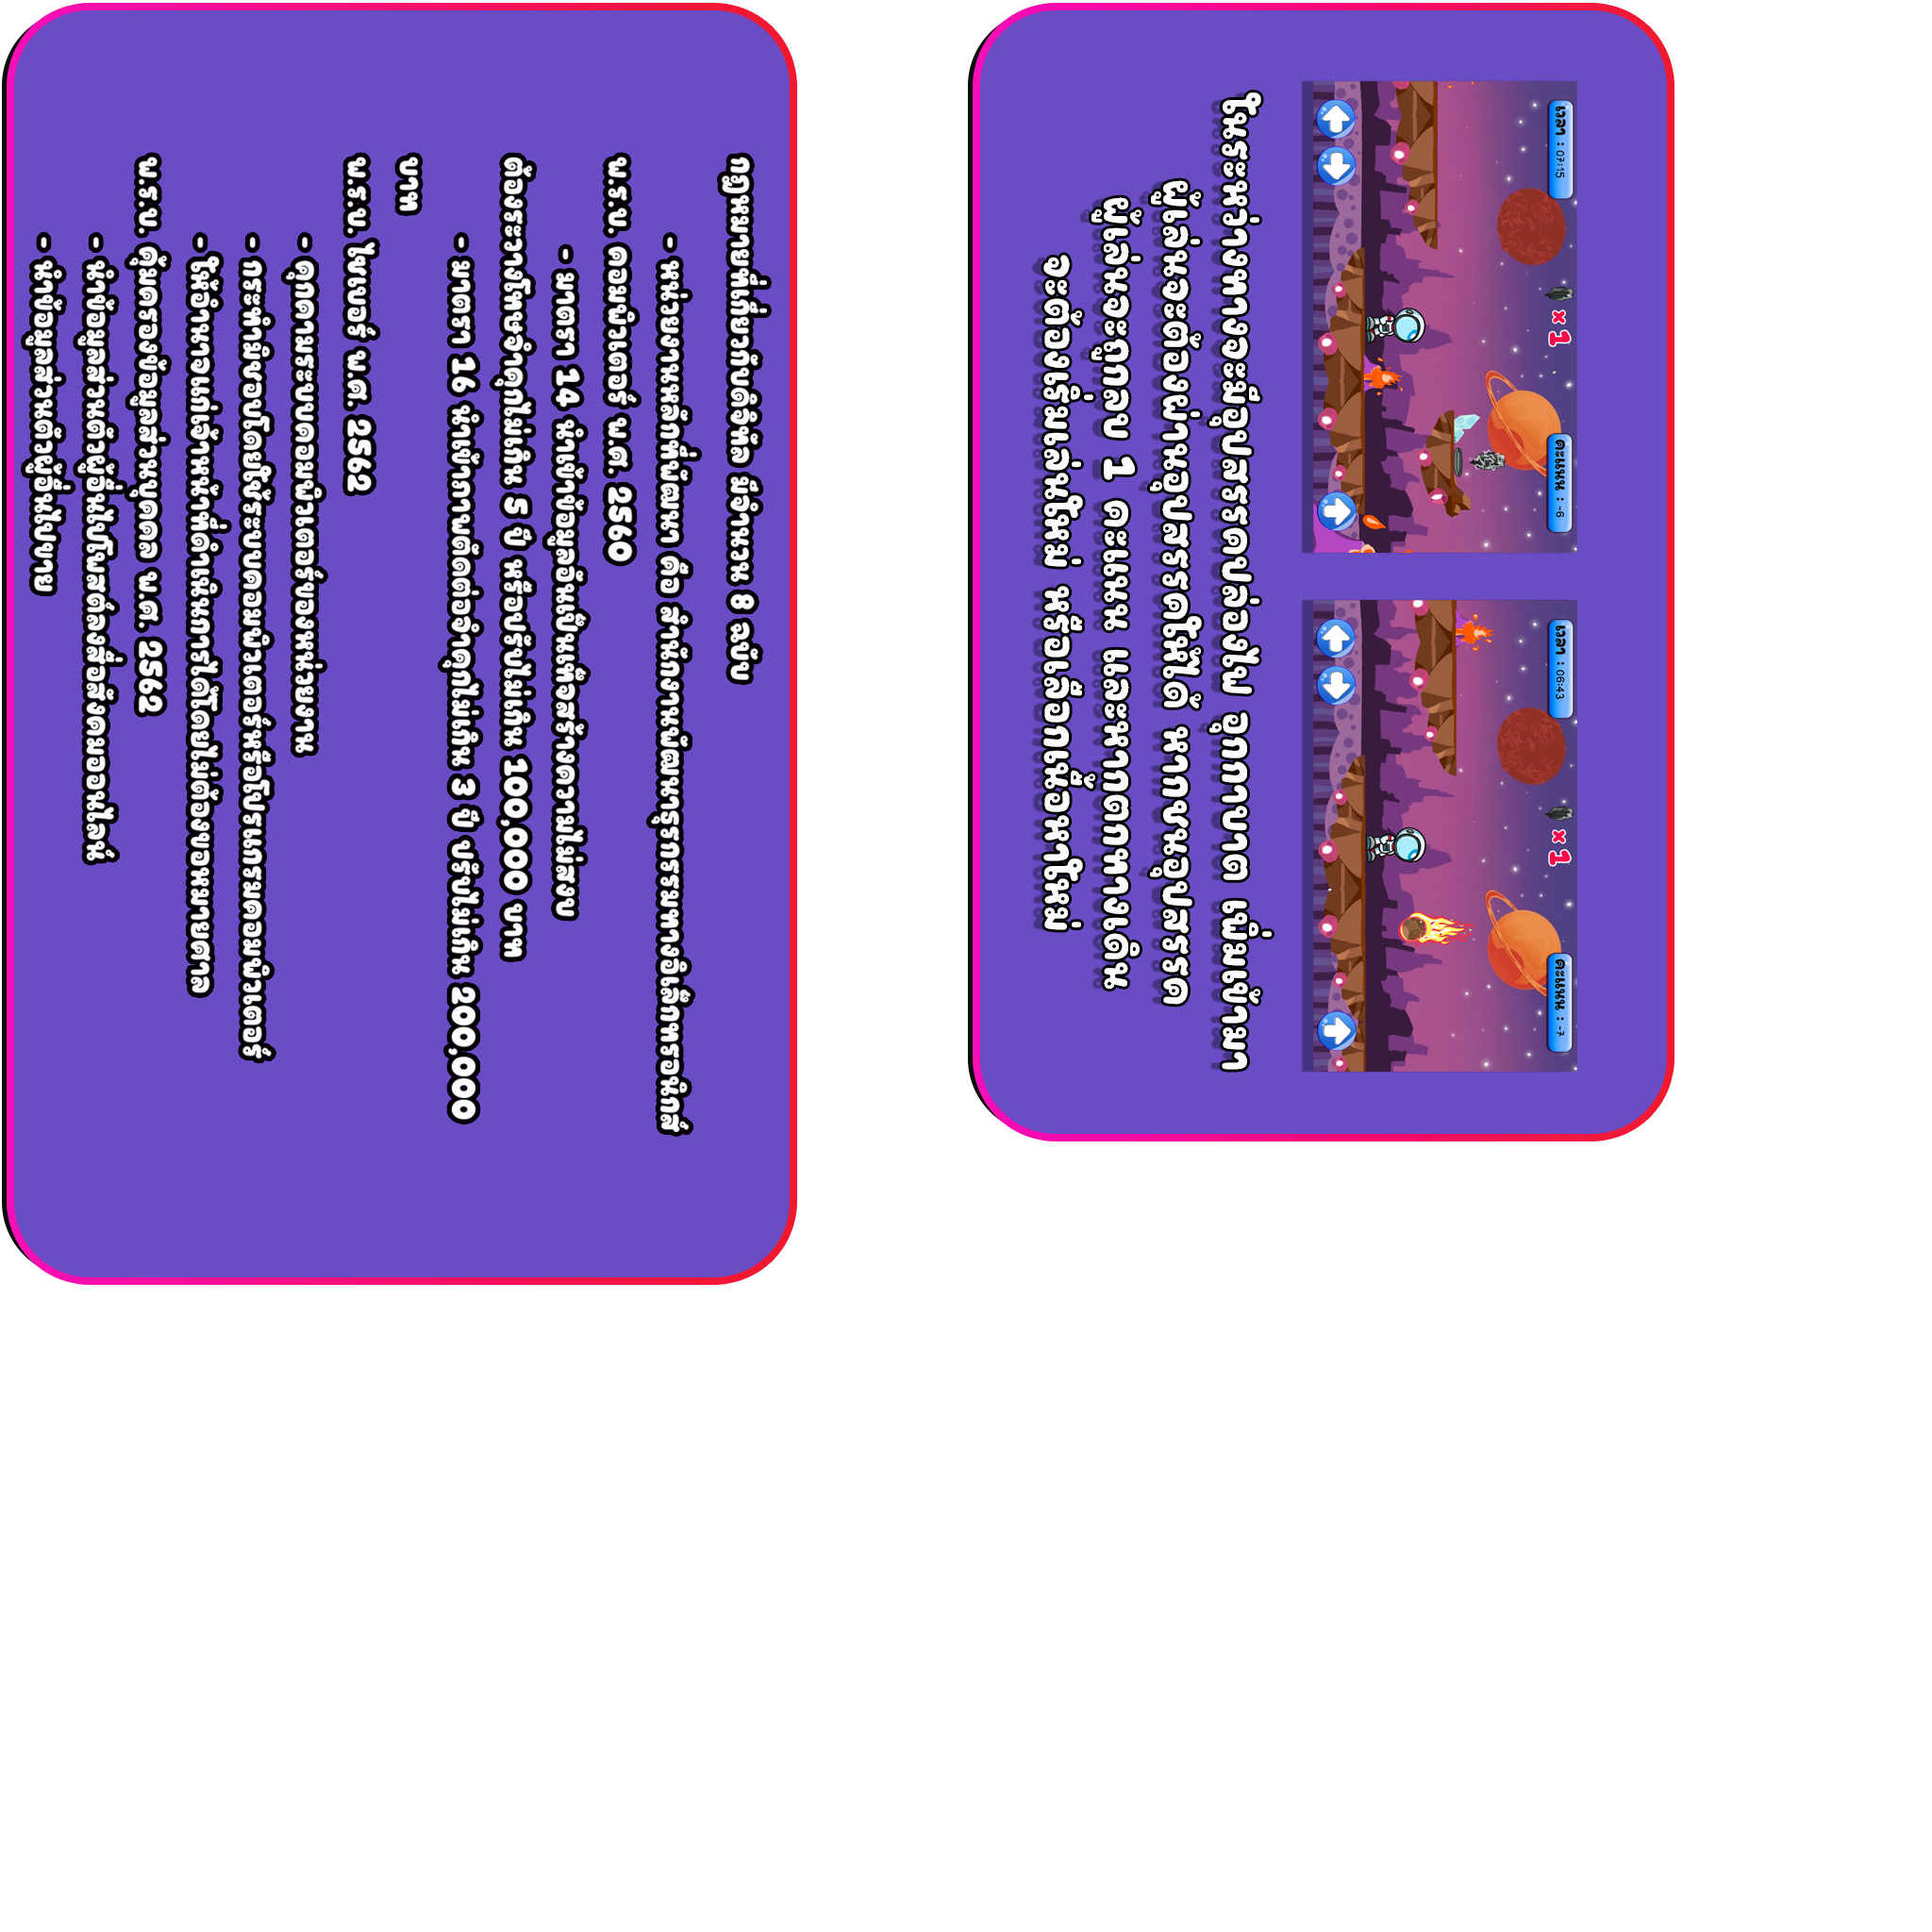 กฎหมายที่เกี่ยวกับดิจิทัล มีจำนวน 8 ฉบับ
- หน่วยงานหลักที่พัฒนา คือ สำนักงานพัฒนาธุรกรรมทางอิเล็กทรอนิกส์
พ.ร.บ. คอมพิวเตอร์ พ.ศ. 2560
- มาตรา 14 นำเข้าข้อมูลอันเป็นเท็จสร้างความไม่สงบ
ต้องระวางโทษจำคุกไม่เกิน 5 ปี หรือปรับไม่เกิน 100,000 บาท
- มาตรา 16 นำเข้าภาพตัดต่อจำคุกไม่เกิน 3 ปี ปรับไม่เกิน 200,000
บาท
พ.ร.บ. ไซเบอร์ พ.ศ. 2562
- คุกคามระบบคอมพิวเตอร์ของหน่วยงาน
- กระทำมิชอบโดยใช้ระบบคอมพิวเตอร์หรือโปรแกรมคอมพิวเตอร์
- ให้อำนาจแก่เจ้าหน้าที่ดำเนินการได้โดยไม่ต้องขอหมายศาล
พ.ร.บ. คุ้มครองข้อมูลส่วนบุคคล พ.ศ. 2562
- นำข้อมูลส่วนตัวผู้อื่นไปโพสต์ลงสื่อสังคมออนไลน์
- นำข้อมูลส่วนตัวผู้อื่นไปขาย
เวลา : 07:15
×1
คะแนน : -6
เวลา : 06:43
×1
คะแนน : -7
ในระหว่างทางจะมีอุปสรรคปล่องไฟ อุกกาบาต เพิ่มเข้ามา
ผู้เล่นจะต้องผ่านอุปสรรคให้ได้ หากชนอุปสรรค
ผู้เล่นจะถูกลบ 1 คะแนน และหากตกทางเดิน
จะต้องเริ่มเล่นใหม่ หรือเลือกเนื้อหาใหม่